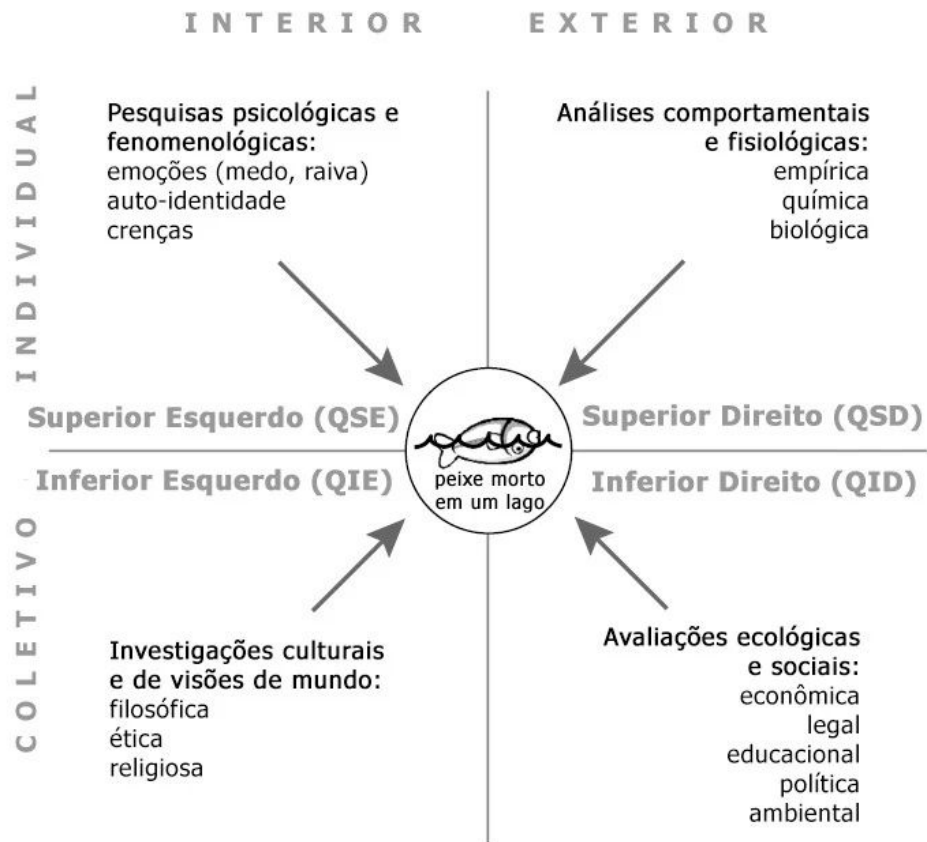 INTERIOR EXTERIOR
INDIVIDUAL
Pesquisas psicológicas e
fenomenológicas:
emoções (medo, raiva)
auto-identidade
crenças
Análises comportamentais
e fisiológicas:
empírica
química
biológica
Superior Esquerdo (QSE)
Superior Direito (QSD)
peixe morto
em um lago
Inferior Esquerdo (QIE)
Inferior Direito (QID)
COLETIVO
Investigações culturais
e de visões de mundo:
filosófica
ética
religiosa
Avaliações ecológicas
e sociais:
econômica
legal
educacional
política
ambiental